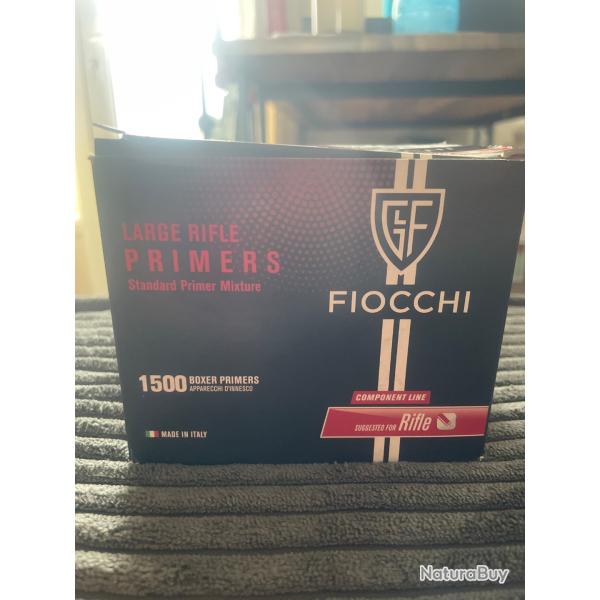 LARGE RIFLE
PRIMERS
Standard Primer Mixture
GFL
FIOCCHI
1500 BOXER PRIMERS
APPARECCHI D'INNESCO
COMPONENT LINE
SUGGESTED FOR Rifle
MADE IN ITALY
NaturaBuy